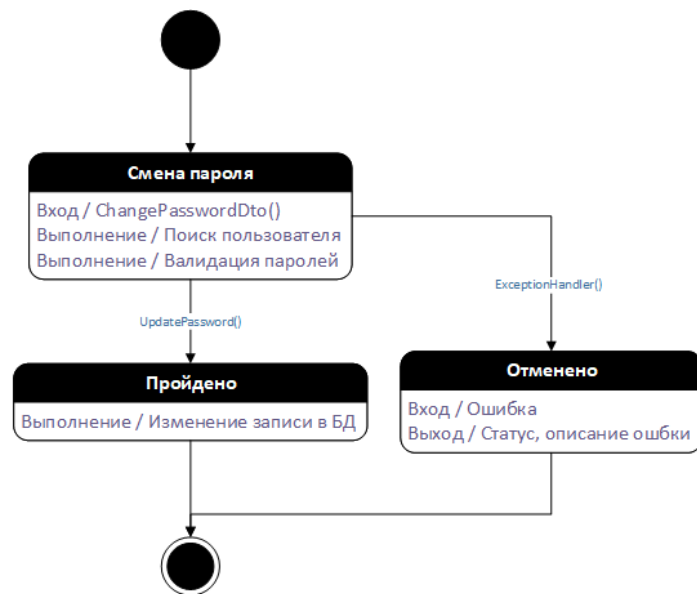 Смена пароля
Вход / ChangePasswordDto()
Выполнение / Поиск пользователя
Выполнение / Валидация паролей
ExceptionHandler()
UpdatePassword()
Пройдено
Выполнение / Изменение записи в БД
Отменено
Вход / Ошибка
Выход / Статус, описание ошбки